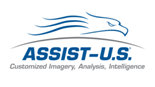 ASSIST-U.S.
Customized Imagery, Analysis, Intelligence